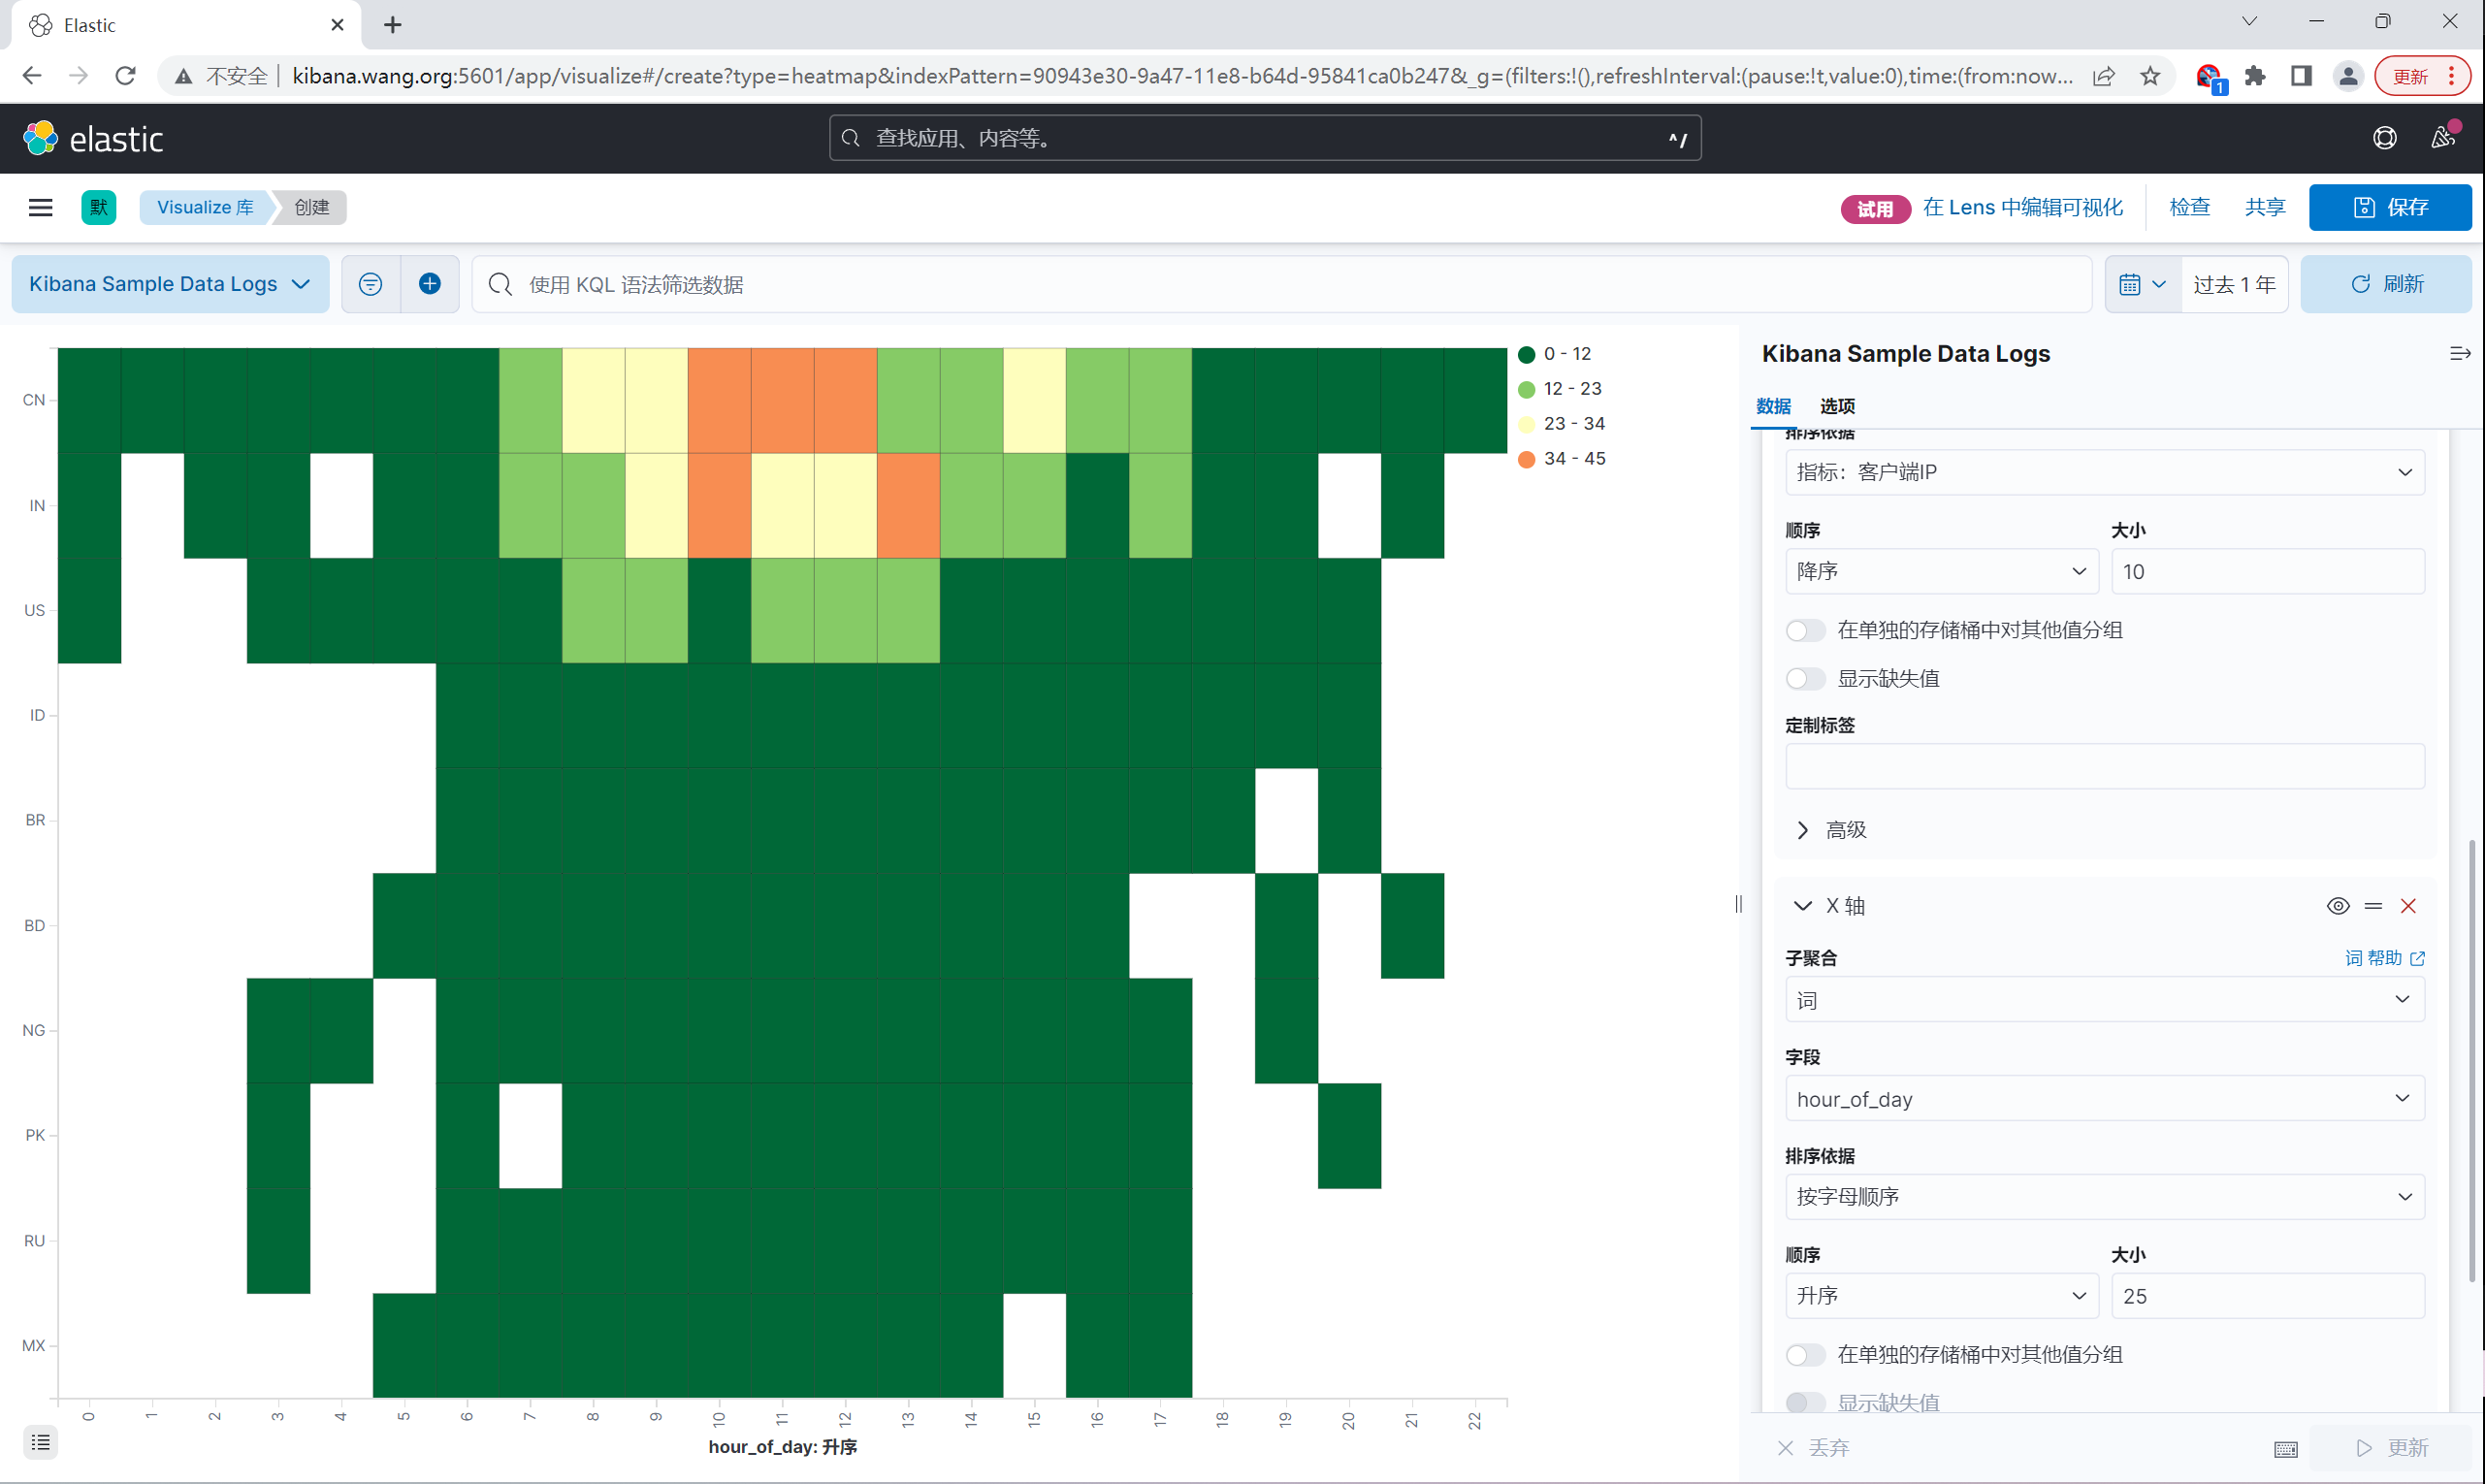 Elastic
不安全
kibana.wang.org:5601/app/visualize#/create?type=heatmap&indexPattern=90943e30-9a47-11e8-b64d-95841ca0b247&_g=(filters:!(),refreshInterval:(pause:!t,value:0),time:(from:now...
1
更新
elastic
查找应用、内容等。
^/
默
Visualize 库
创建
试用
在 Lens 中编辑可视化
检查
共享
保存
Kibana Sample Data Logs
使用 KQL 语法筛选数据
过去 1 年
刷新
CN
IN
US
ID
BR
BD
NG
PK
RU
MX
0 1 2 3 4 5 6 7 8 9 10 11 12 13 14 15 16 17 18 19 20 21 22
hour_of_day: 升序
0 - 12
12 - 23
23 - 34
34 - 45
Kibana Sample Data Logs
数据 选项
排序依据
指标：客户端IP
顺序 大小
降序 10
在单独的存储桶中对其他值分组
显示缺失值
定制标签
高级
X 轴
子聚合 词 帮助
词
字段
hour_of_day
排序依据
按字母顺序
顺序 大小
升序 25
在单独的存储桶中对其他值分组
显示缺失值
丢弃
更新